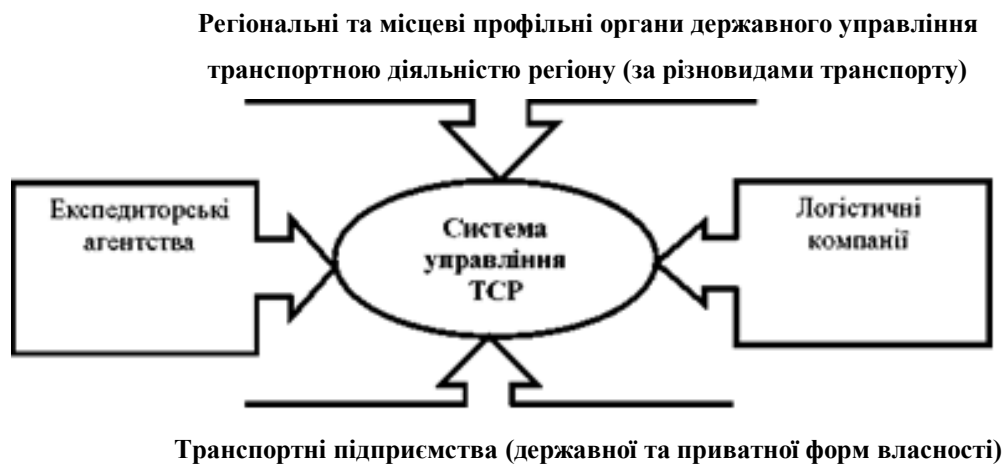 Регіональні та місцеві профільні органи державного управління
транспортною діяльністю регіону (за різновидами транспорту)
Експедиторські
агентства
Система
управління
ТСР
Логістичні
компанії
Транспортні підприємства (державної та приватної форм власності)